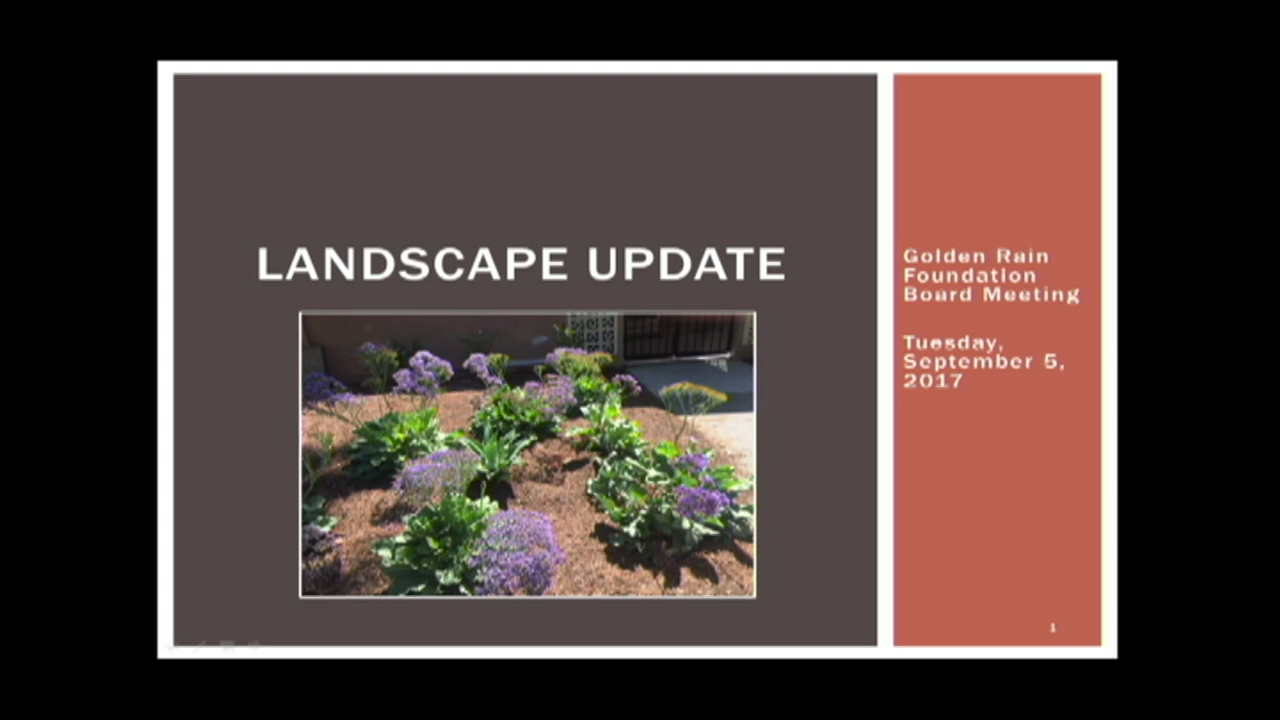 LANDSCAPE UPDATE
Golden Rain
Foundation
Board Meeting
Tuesday,
September 5,
2017
1